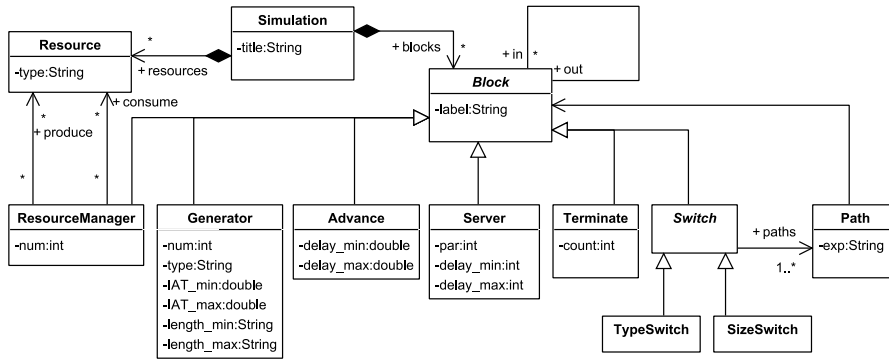 Simulation
-title:String
Resource
-type:String
*
+ resources
+ blocks
*
+ in
*
+ out
Block
-label:String
*
+ produce
*
+ consume
*
*
ResourceManager
-num:int
Generator
-num:int
-type:String
-IAT_min:double
-IAT_max:double
-length_min:String
-length_max:String
Advance
-delay_min:double
-delay_max:double
Server
-par:int
-delay_min:int
-delay_max:int
Terminate
-count:int
Switch
+ paths
1..*
Path
-exp:String
TypeSwitch
SizeSwitch